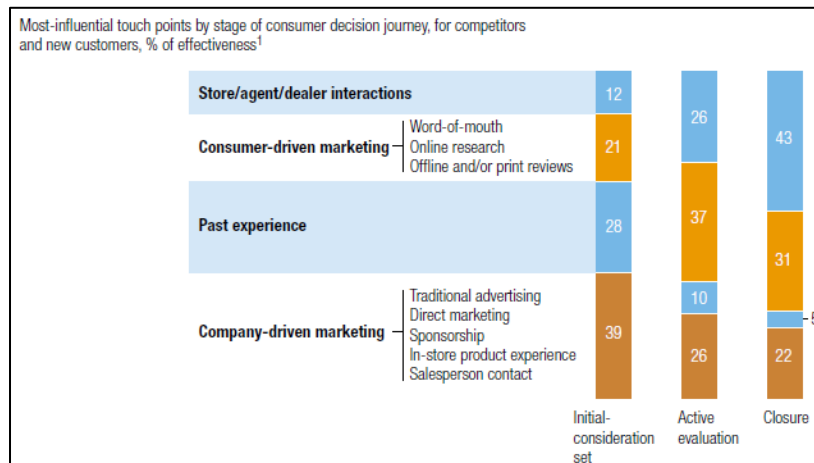 Most-influential touch points by stage of consumer decision journey, for competitors
and new customers, % of effectiveness¹
Store/agent/dealer interactions
12
26
43
Consumer-driven marketing
Word-of-mouth
Online research
Offline and/or print reviews
21
37
31
Past experience
28
10
5
Company-driven marketing
Traditional advertising
Direct marketing
Sponsorship
In-store product experience
Salesperson contact
39
26
22
Initial-
consideration
set
Active
evaluation
Closure